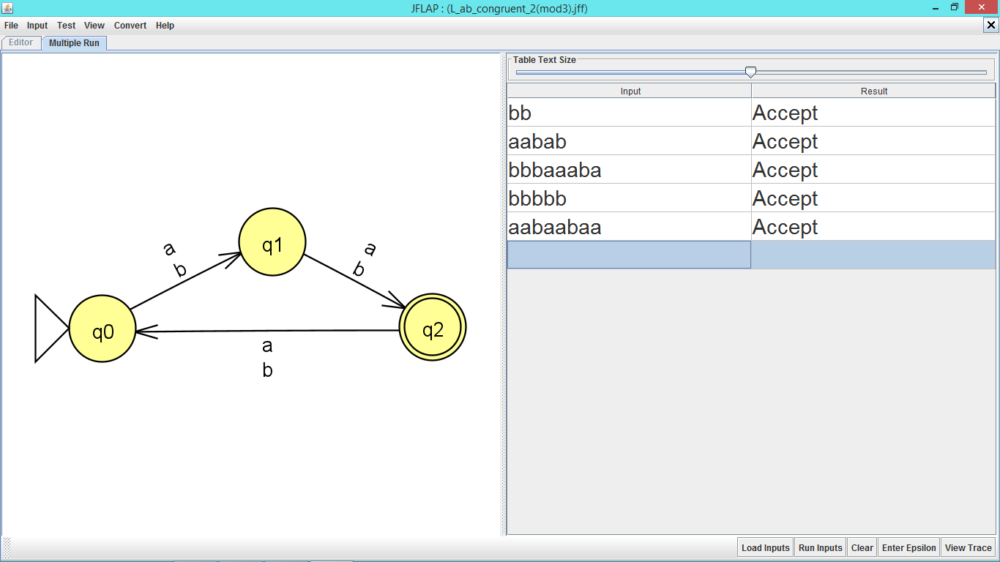 JFLAP : (L_ab_congruent_2(mod3).jff)
File Input Test View Convert Help
Editor Multiple Run
Table Text Size
Input Result
bb Accept
aabab Accept
bbbaaaba Accept
bbbbb Accept
aabaabaa Accept
q1
a
b
a
b
q0
q2
a
b
Load Inputs Run Inputs Clear Enter Epsilon View Trace